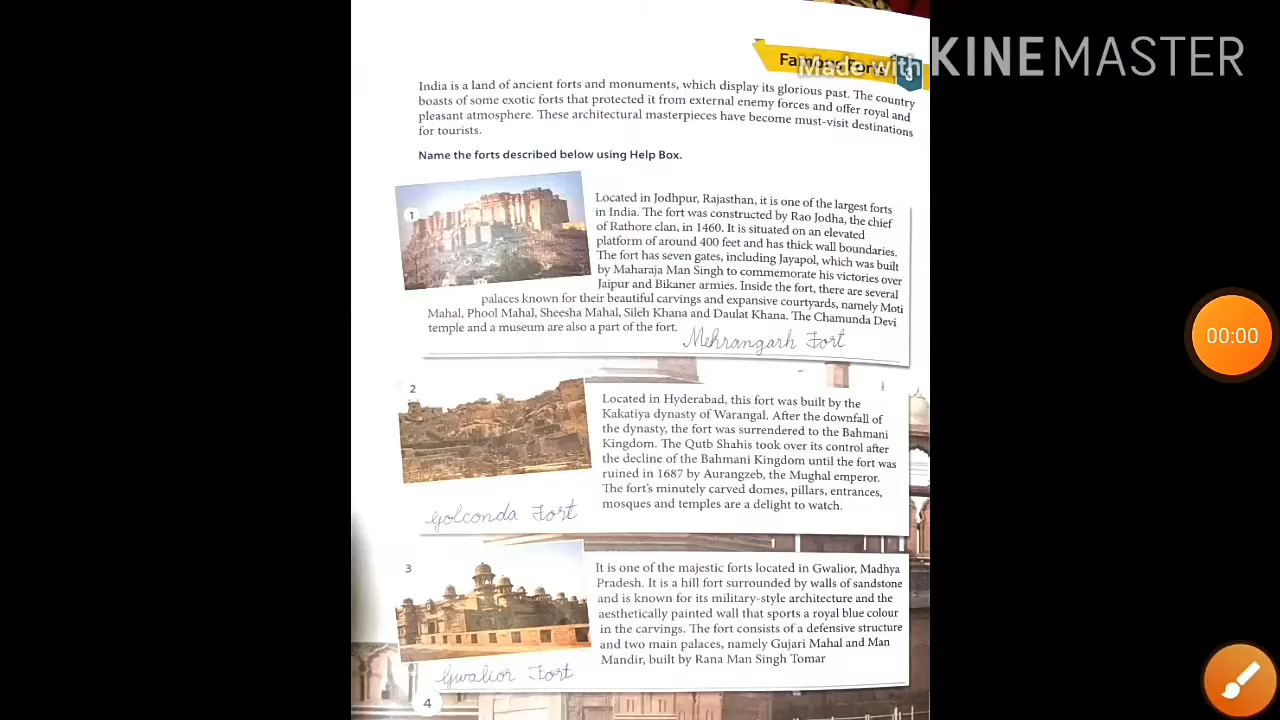 Famous Forts
3
Made with KINEMASTER
India is a land of ancient forts and monuments, which display its glorious past. The country
boasts of some exotic forts that protected it from external enemy forces and offer royal and
pleasant atmosphere. These architectural masterpieces have become must-visit destinations
for tourists.
Name the forts described below using Help Box.
1
Located in Jodhpur, Rajasthan, it is one of the largest forts
in India. The fort was constructed by Rao Jodha, the chief
of Rathore clan, in 1460. It is situated on an elevated
platform of around 400 feet and has thick wall boundaries.
The fort has seven gates, including Jayapol, which was built
by Maharaja Man Singh to commemorate his victories over
Jaipur and Bikaner armies. Inside the fort, there are several
palaces known for their beautiful carvings and expansive courtyards, namely Moti
Mahal, Phool Mahal, Sheesha Mahal, Sileh Khana and Daulat Khana. The Chamunda Devi
temple and a museum are also a part of the fort.
Mehrangarh Fort
2
Located in Hyderabad, this fort was built by the
Kakatiya dynasty of Warangal. After the downfall of
the dynasty, the fort was surrendered to the Bahmani
Kingdom. The Qutb Shahis took over its control after
the decline of the Bahmani Kingdom until the fort was
ruined in 1687 by Aurangzeb, the Mughal emperor.
The fort's minutely carved domes, pillars, entrances,
mosques and temples are a delight to watch.
Golconda Fort
3
It is one of the majestic forts located in Gwalior, Madhya
Pradesh. It is a hill fort surrounded by walls of sandstone
and is known for its military-style architecture and the
aesthetically painted wall that sports a royal blue colour
in the carvings. The fort consists of a defensive structure
and two main palaces, namely Gujari Mahal and Man
Mandir, built by Rana Man Singh Tomar
Gwalior Fort
4
00:00